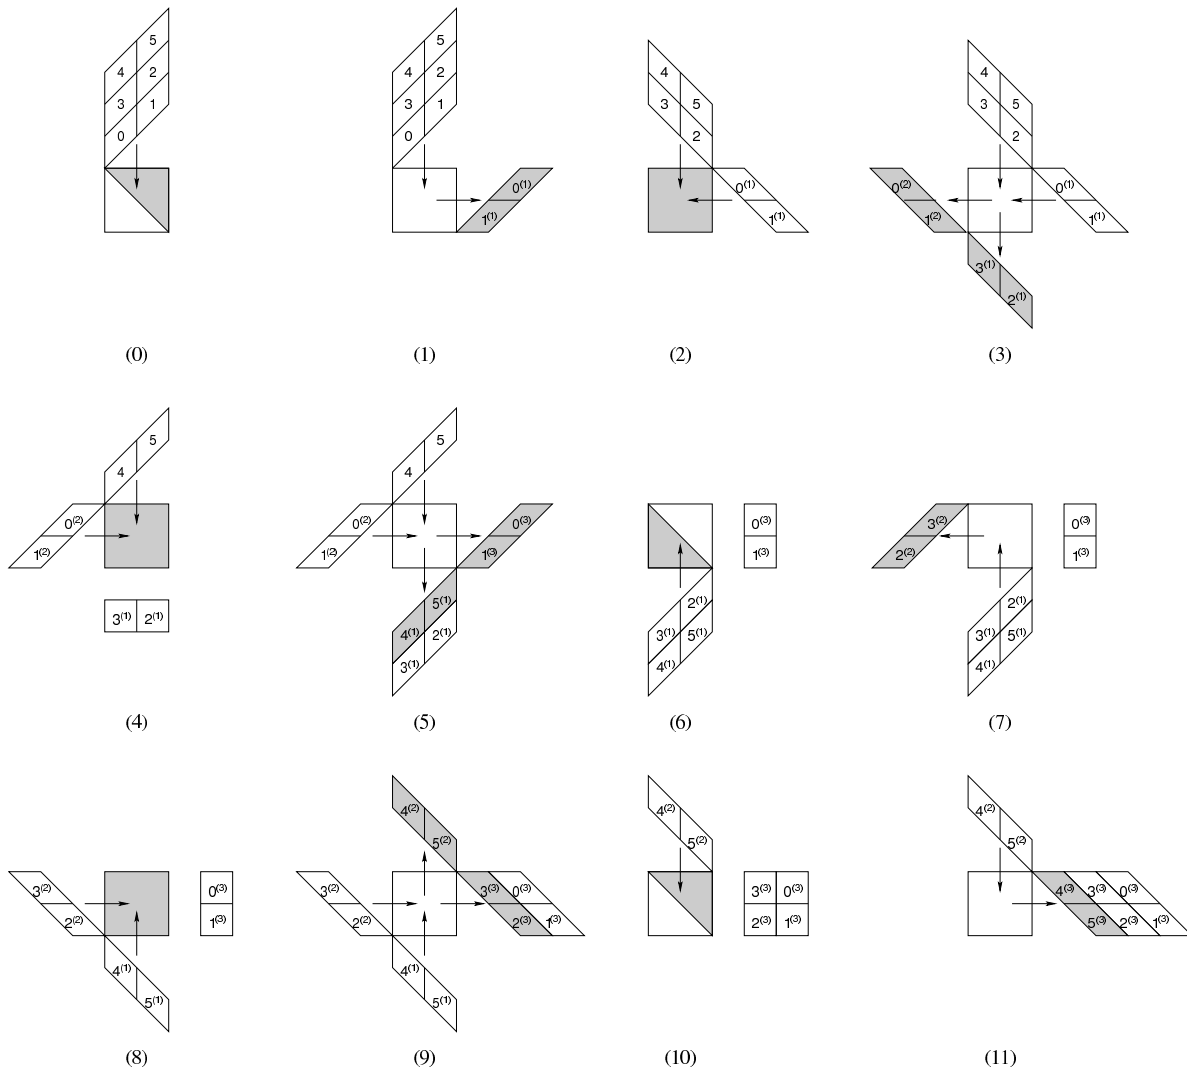 5 5
4 2 4 2 4 4
3 1 3 1 3 5 3 5
0 0 2 2
0(1) 0(1) 0(2) 0(1)
1(1) 1(1) 1(2) 1(1)
3(1)
2(1)
(0) (1) (2) (3)
5 5
4 4
0(2) 0(2) 0(3) 0(3) 3(2) 0(3)
1(2) 1(2) 1(3) 1(3) 2(2) 1(3)
3(1) 2(1) 5(1) 2(1) 2(1)
4(1) 2(1) 3(1) 5(1) 3(1) 5(1)
3(1) 4(1) 4(1)
(4) (5) (6) (7)
4(2) 4(2) 4(2)
5(2) 5(2) 5(2)
3(2) 0(3) 3(2) 3(3) 0(3) 3(3) 0(3) 4(3) 3(3) 0(3)
2(2) 1(3) 2(2) 2(3) 1(3) 2(3) 1(3) 5(3) 2(3) 1(3)
4(1) 4(1)
5(1) 5(1)
(8) (9) (10) (11)